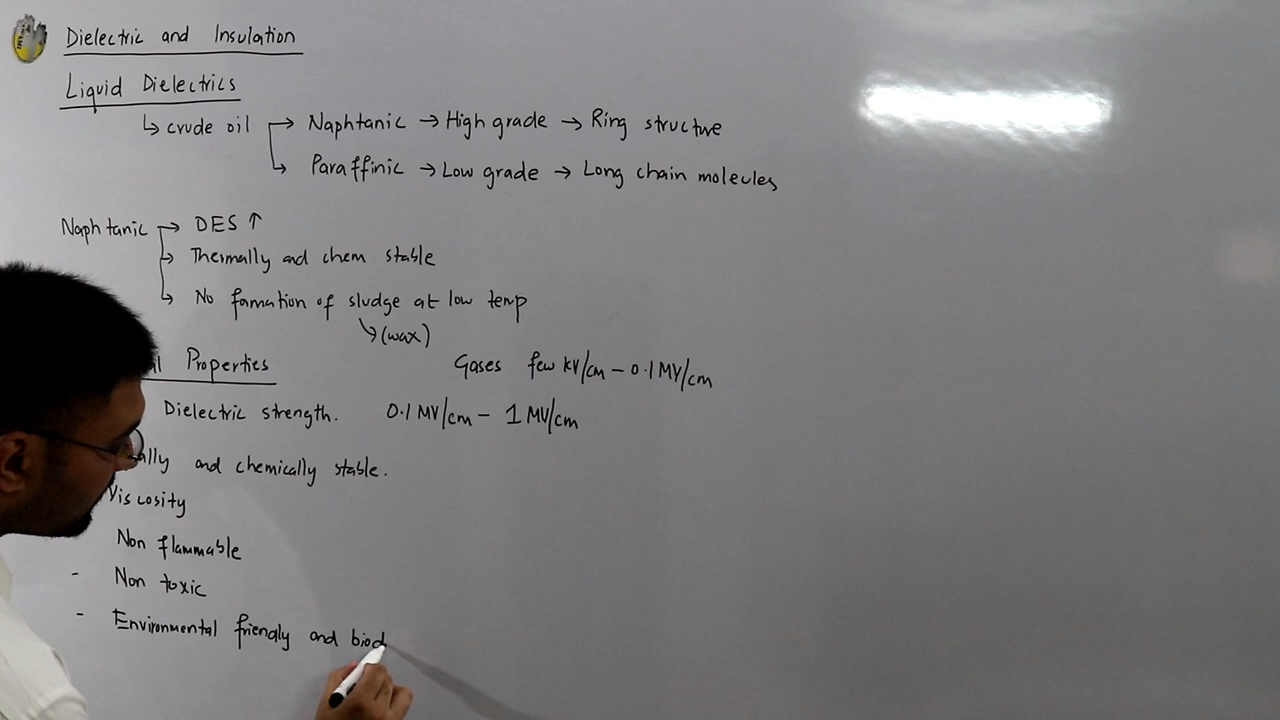 Dielectric and Insulation
Liquid Dielectrics
↳ crude oil → Naphtanic → High grade → Ring structure
→ Paraffinic → Low grade → Long chain molecules
Naphtanic → DES ↑
↳ Thermally and chem stable
↳ No formation of sludge at low temp
↳ (wax)
Properties
Gases few kV/cm - 0.1 MV/cm
Dielectric strength. 0.1 MV/cm - 1 MV/cm
and chemically stable.
Viscosity
Non flammable
- Non toxic
- Environmental friendly and biod